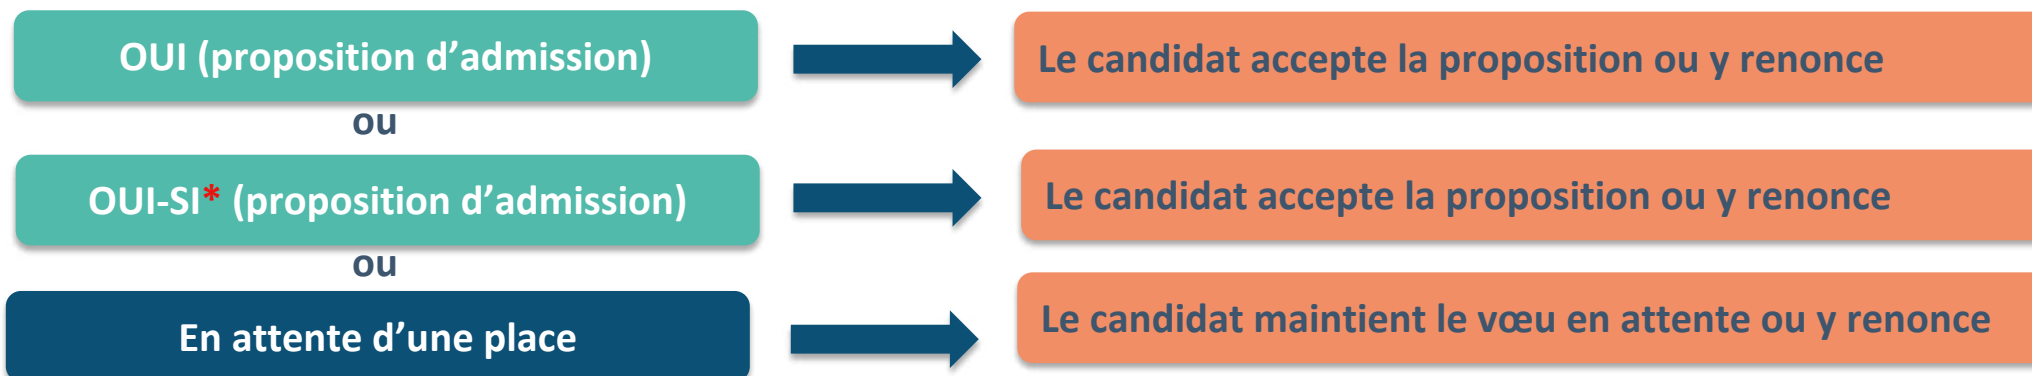 OUI (proposition d’admission)
Le candidat accepte la proposition ou y renonce
ou
OUI-SI* (proposition d’admission)
Le candidat accepte la proposition ou y renonce
ou
En attente d’une place
Le candidat maintient le vœu en attente ou y renonce